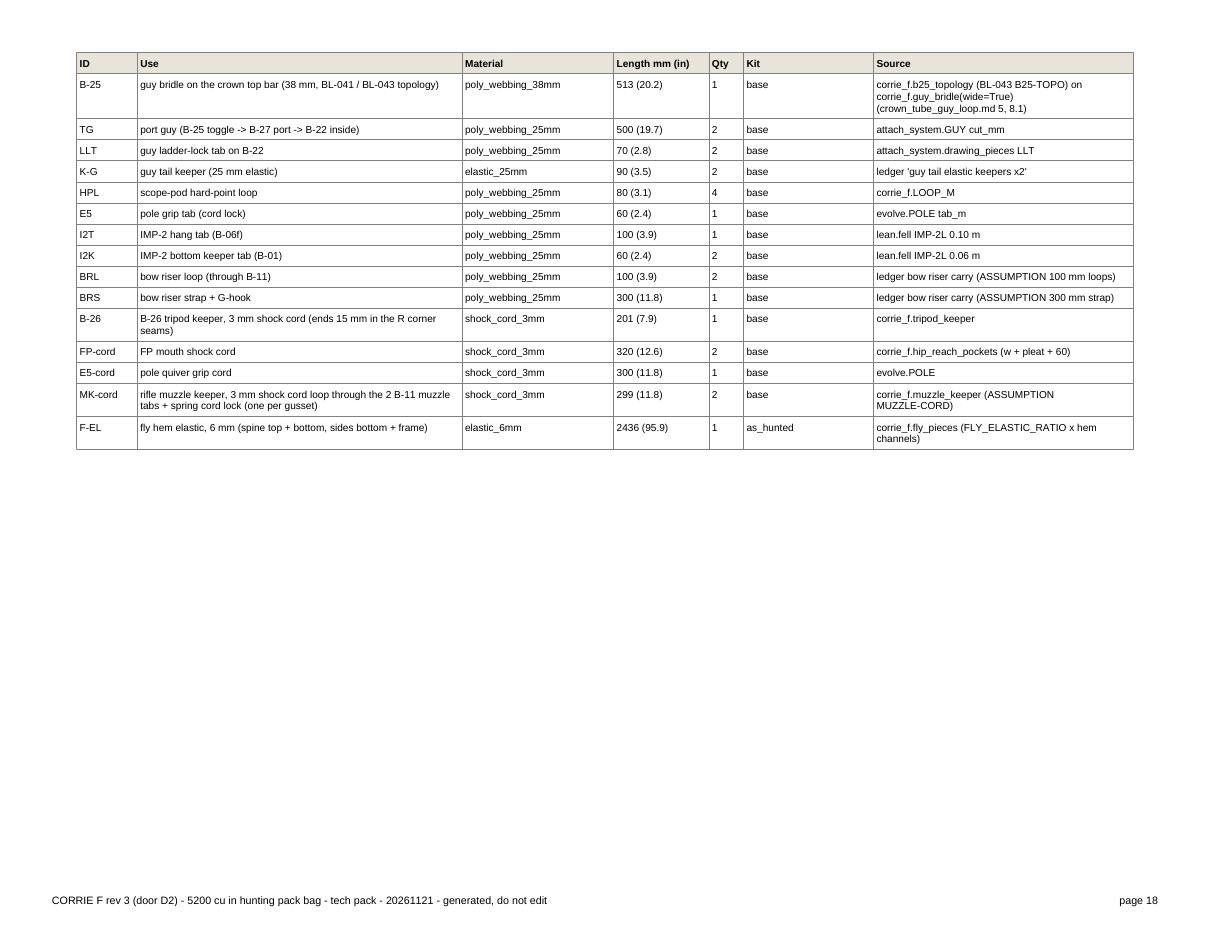 ID Use Material Length mm (in) Qty Kit Source
B-25 guy bridle on the crown top bar (38 mm, BL-041 / BL-043 topology) poly_webbing_38mm 513 (20.2) 1 base corrie_f.b25_topology (BL-043 B25-TOPO) on
corrie_f.guy_bridle(wide=True)
(crown_tube_guy_loop.md 5, 8.1)
TG port guy (B-25 toggle -> B-27 port -> B-22 inside) poly_webbing_25mm 500 (19.7) 2 base attach_system.GUY cut_mm
LLT guy ladder-lock tab on B-22 poly_webbing_25mm 70 (2.8) 2 base attach_system.drawing_pieces LLT
K-G guy tail keeper (25 mm elastic) elastic_25mm 90 (3.5) 2 base ledger 'guy tail elastic keepers x2'
HPL scope-pod hard-point loop poly_webbing_25mm 80 (3.1) 4 base corrie_f.LOOP_M
E5 pole grip tab (cord lock) poly_webbing_25mm 60 (2.4) 1 base evolve.POLE tab_m
I2T IMP-2 hang tab (B-06f) poly_webbing_25mm 100 (3.9) 2 base lean.fell IMP-2L 0.10 m
I2K IMP-2 bottom keeper tab (B-01) poly_webbing_25mm 60 (2.4) 2 base lean.fell IMP-2L 0.06 m
BRL bow riser loop (through B-11) poly_webbing_25mm 100 (3.9) 2 base ledger bow riser carry (ASSUMPTION 100 mm loops)
BRS bow riser strap + G-hook poly_webbing_25mm 300 (11.8) 1 base ledger bow riser carry (ASSUMPTION 300 mm strap)
B-26 B-26 tripod keeper, 3 mm shock cord (ends 15 mm in the R corner shock_cord_3mm 201 (7.9) 1 base corrie_f.tripod_keeper
seams)
FP-cord FP mouth shock cord shock_cord_3mm 320 (12.6) 2 base corrie_f.hip_reach_pockets (w + pleat + 60)
E5-cord pole quiver grip cord shock_cord_3mm 300 (11.8) 1 base evolve.POLE
MK-cord rifle muzzle keeper, 3 mm shock cord loop through the 2 B-11 muzzle shock_cord_3mm 299 (11.8) 2 base corrie_f.muzzle_keeper (ASSUMPTION
tabs + spring cord lock (one per gusset) MUZZLE-CORD)
F-EL fly hem elastic, 6 mm (spine top + bottom, sides bottom + frame) elastic_6mm 2436 (95.9) 1 as_hunted corrie_f.fly_pieces (FLY_ELASTIC_RATIO x hem
channels)
CORRIE F rev 3 (door D2) - 5200 cu in hunting pack bag - tech pack - 20261121 - generated, do not edit page 18